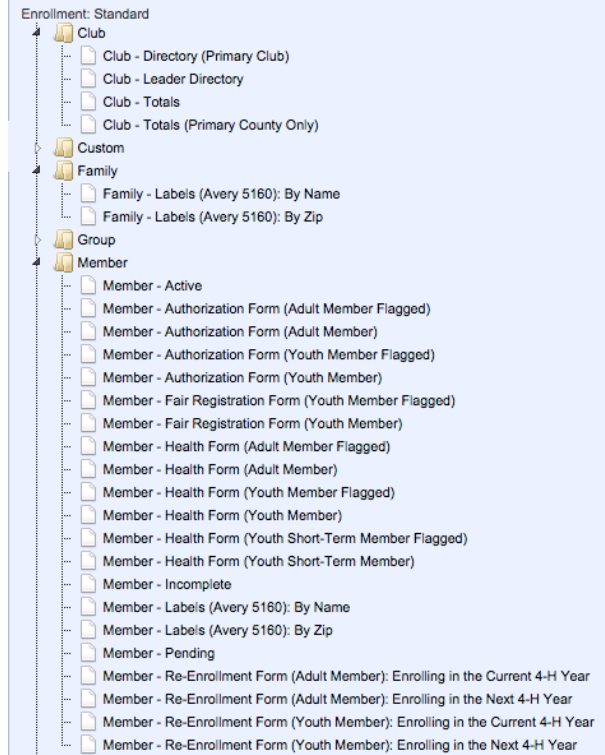 Enrollment: Standard
Club
Club - Directory (Primary Club)
Club - Leader Directory
Club - Totals
Club - Totals (Primary County Only)
Custom
Family
Family - Labels (Avery 5160): By Name
Family - Labels (Avery 5160): By Zip
Group
Member
Member - Active
Member - Authorization Form (Adult Member Flagged)
Member - Authorization Form (Adult Member)
Member - Authorization Form (Youth Member Flagged)
Member - Authorization Form (Youth Member)
Member - Fair Registration Form (Youth Member Flagged)
Member - Fair Registration Form (Youth Member)
Member - Health Form (Adult Member Flagged)
Member - Health Form (Adult Member)
Member - Health Form (Youth Member Flagged)
Member - Health Form (Youth Member)
Member - Health Form (Youth Short-Term Member Flagged)
Member - Health Form (Youth Short-Term Member)
Member - Incomplete
Member - Labels (Avery 5160): By Name
Member - Labels (Avery 5160): By Zip
Member - Pending
Member - Re-Enrollment Form (Adult Member): Enrolling in the Current 4-H Year
Member - Re-Enrollment Form (Adult Member): Enrolling in the Next 4-H Year
Member - Re-Enrollment Form (Youth Member): Enrolling in the Current 4-H Year
Member - Re-Enrollment Form (Youth Member): Enrolling in the Next 4-H Year